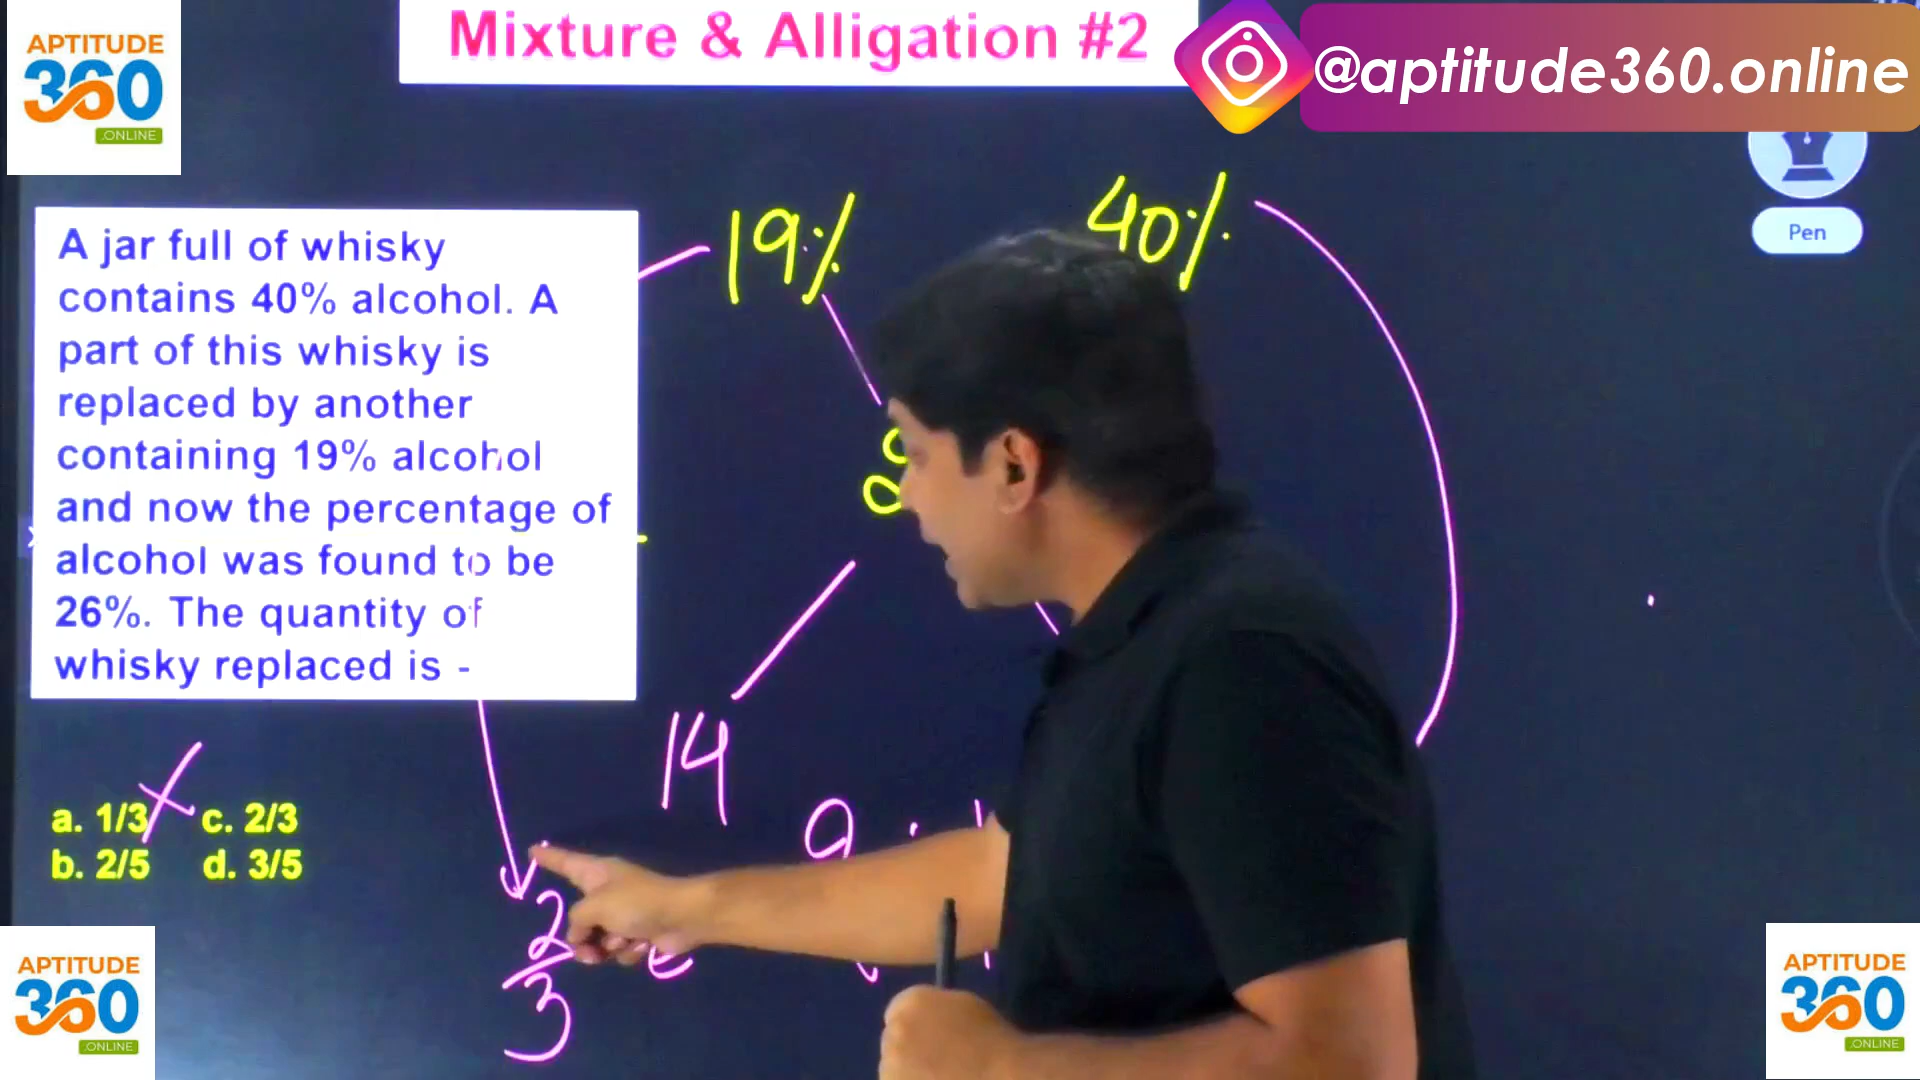 Mixture & Alligation #2
@aptitude360.online
APTITUDE
360
.ONLINE
Pen
19%
40%
A jar full of whisky
contains 40% alcohol. A
part of this whisky is
replaced by another
containing 19% alcohol
and now the percentage of
alcohol was found to be
26%. The quantity of
whisky replaced is -
14
a. 1/3 c. 2/3
b. 2/5 d. 3/5
2
3
APTITUDE
360
.ONLINE
APTITUDE
360
.ONLINE